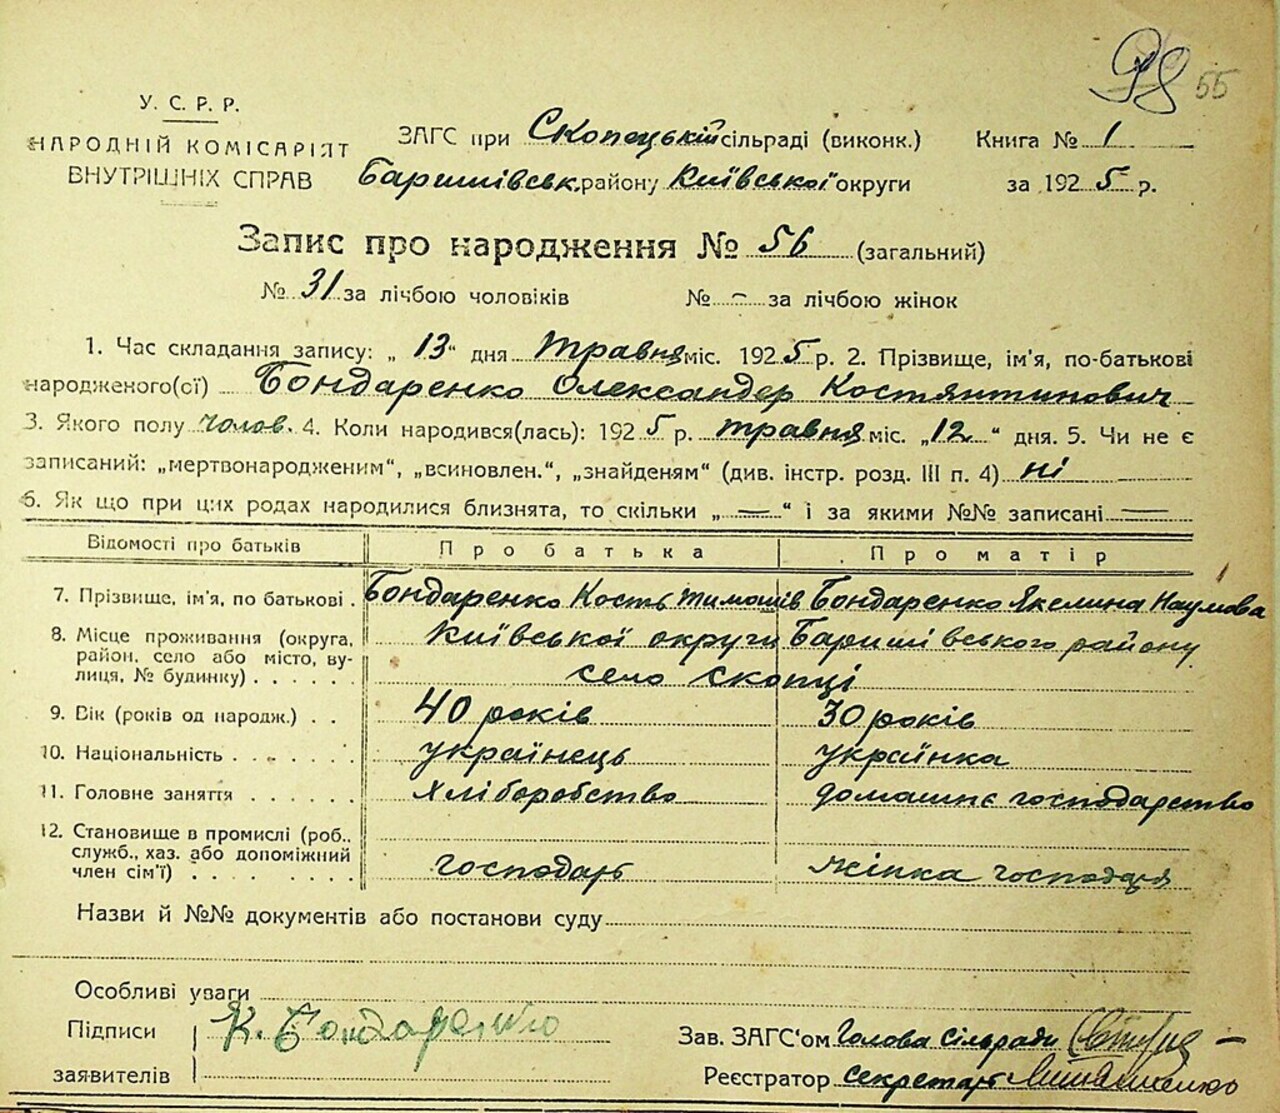 98 55
У. С. Р. Р.
НАРОДНІЙ КОМІСАРІЯТ
ВНУТРІШНІХ СПРАВ
ЗАГС при Скопецькій сільраді (виконк.) Книга № 1
Баришівськ. району Київської округи за 1925 р.
Запис про народження № 56 (загальний)
№ 31 за лічбою чоловіків № - за лічбою жінок
1. Час складання запису: „13“ дня травня міс. 1925 р. 2. Прізвище, ім'я, по-батькові
народженого(сі) Бондаренко Олександер Костянтинович
3. Якого полу чолов. 4. Коли народився(лась): 1925 р. травня міс. „12“ дня. 5. Чи не є
записаний: „мертвонародженим“, „всиновлен.“, „знайденям“ (див. інстр. розд. III п. 4) ні
6. Як що при цих родах народилися близнята, то скільки „—“ і за якими №№ записані —
Відомості про батьків Про батька Про матір
7. Прізвище, ім'я, по батькові . Бондаренко Кость Тимошів Бондаренко Якелина Наумова
8. Місце проживання (округа, Київської округи Баришівського району
район, село або місто, ву-
лиця, № будинку) . . . . . село Скопці
9. Вік (років од народж.) . . 40 років 30 років
10. Національність . . . . . українець українка
11. Головне заняття . . . . . хліборобство домашнє господарство
12. Становище в промислі (роб.,
служб., хаз. або допоміжний
член сім'ї) . . . . . . . господарь жінка господаря
Назви й №№ документів або постанови суду
Особливі уваги
Підписи К. Бондаренко
заявителів
Зав. ЗАГС'ом Голова Сільради
Реєстратор секретарь